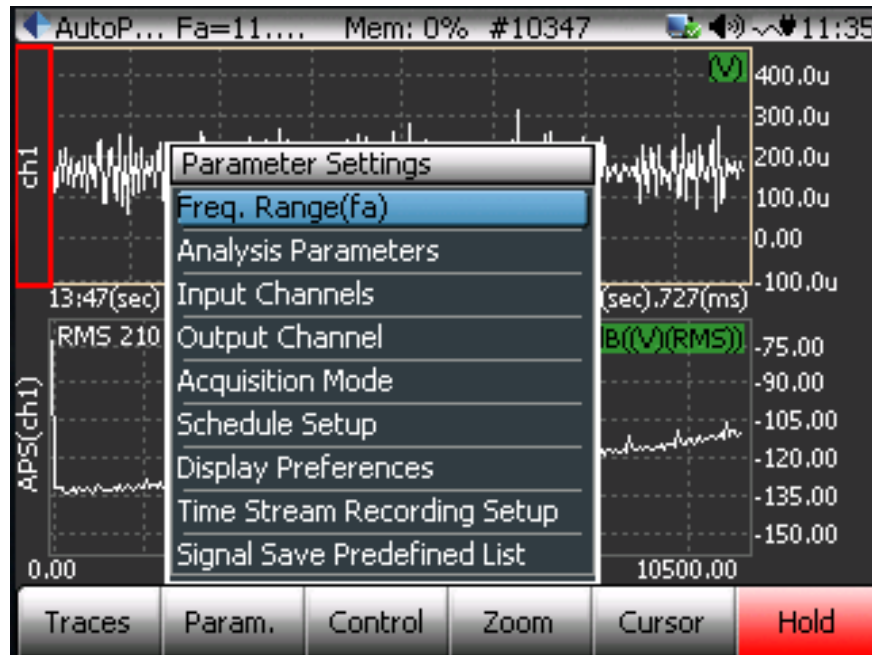 AutoP... Fa=11.... Mem: 0% #10347 11:35
(V)
400.0u
300.0u
200.0u
100.0u
0.00
-100.0u
ch1
Parameter Settings
Freq. Range(fa)
Analysis Parameters
Input Channels
Output Channel
Acquisition Mode
Schedule Setup
Display Preferences
Time Stream Recording Setup
Signal Save Predefined List
13:47(sec)
(sec).727(ms)
RMS 210
B((V)(RMS))
APS(ch1)
-75.00
-90.00
-105.00
-120.00
-135.00
-150.00
0.00
10500.00
Traces Param. Control Zoom Cursor Hold